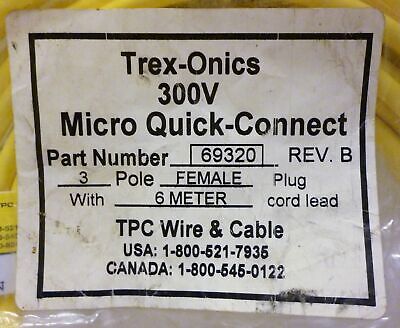 Trex-Onics
300V
Micro Quick-Connect
Part Number 69320 REV. B
3 Pole FEMALE Plug
With 6 METER cord lead
TPC Wire & Cable
USA: 1-800-521-7935
CANADA: 1-800-545-0122